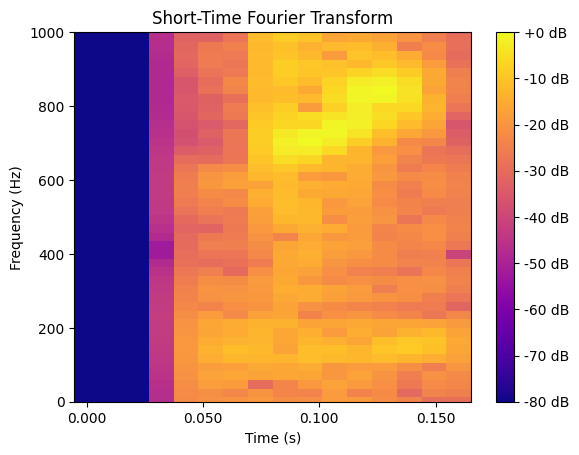 Short-Time Fourier Transform
Frequency (Hz)
1000
800
600
400
200
0
0.000
0.050
0.100
0.150
Time (s)
+0 dB
-10 dB
-20 dB
-30 dB
-40 dB
-50 dB
-60 dB
-70 dB
-80 dB